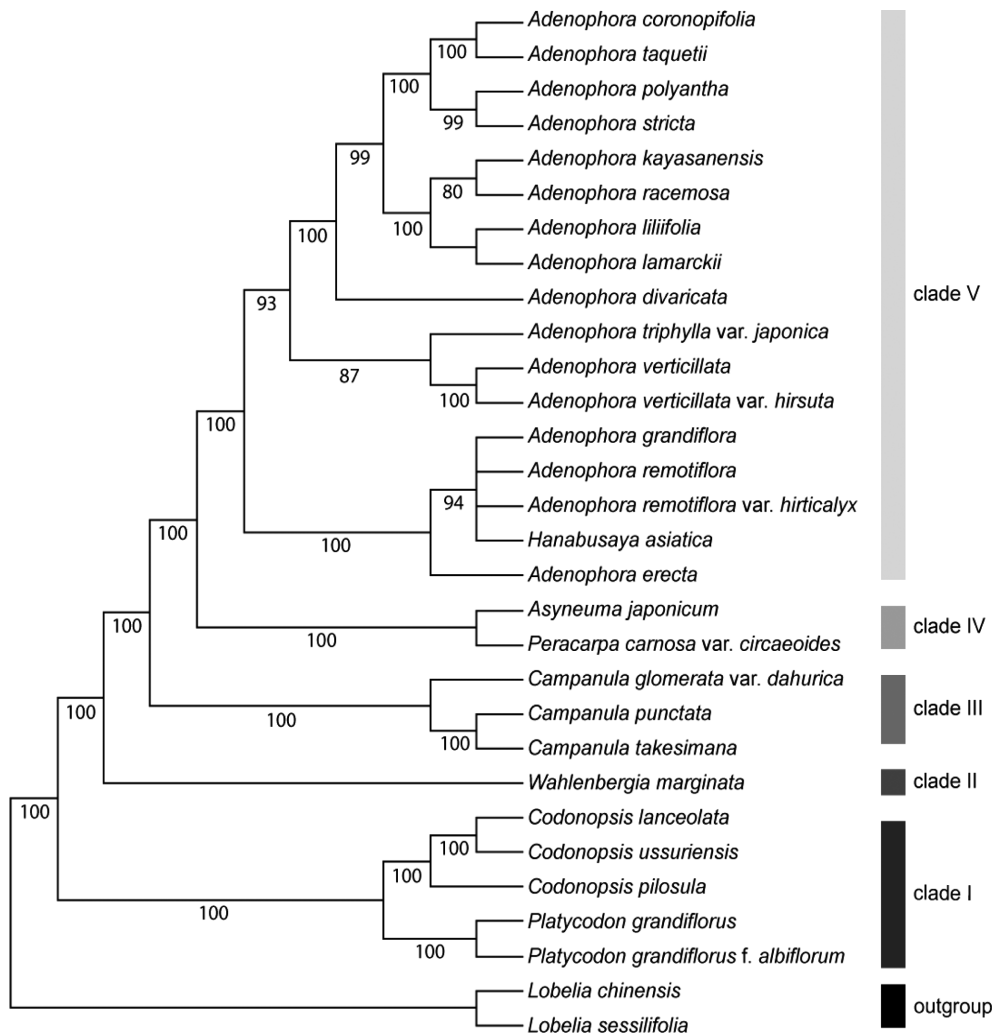 Adenophora coronopifolia
100
Adenophora taquetii
100
Adenophora polyantha
99
Adenophora stricta
99
Adenophora kayasanensis
80
Adenophora racemosa
100
Adenophora liliifolia
100
Adenophora lamarckii
93
Adenophora divaricata
clade V
Adenophora triphylla var. japonica
87
Adenophora verticillata
100
Adenophora verticillata var. hirsuta
100
Adenophora grandiflora
Adenophora remotiflora
94
Adenophora remotiflora var. hirticalyx
100
100
Hanabusaya asiatica
Adenophora erecta
Asyneuma japonicum
100
100
clade IV
Peracarpa carnosa var. circaeoides
Campanula glomerata var. dahurica
100
100
Campanula punctata
clade III
100
Campanula takesimana
Wahlenbergia marginata
clade II
100
Codonopsis lanceolata
100
Codonopsis ussuriensis
100
Codonopsis pilosula
clade I
100
Platycodon grandiflorus
100
Platycodon grandiflorus f. albiflorum
Lobelia chinensis
outgroup
Lobelia sessilifolia